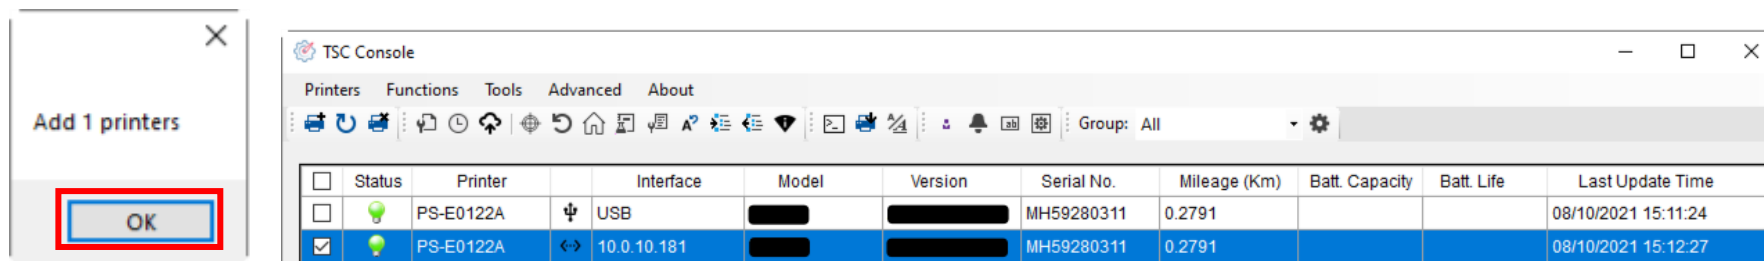 Add 1 printers
OK
TSC Console
Printers Functions Tools Advanced About
Group: All
Status Printer Interface Model Version Serial No. Mileage (Km) Batt. Capacity Batt. Life Last Update Time
PS-E0122A USB MH59280311 0.2791 08/10/2021 15:11:24
PS-E0122A 10.0.10.181 MH59280311 0.2791 08/10/2021 15:12:27